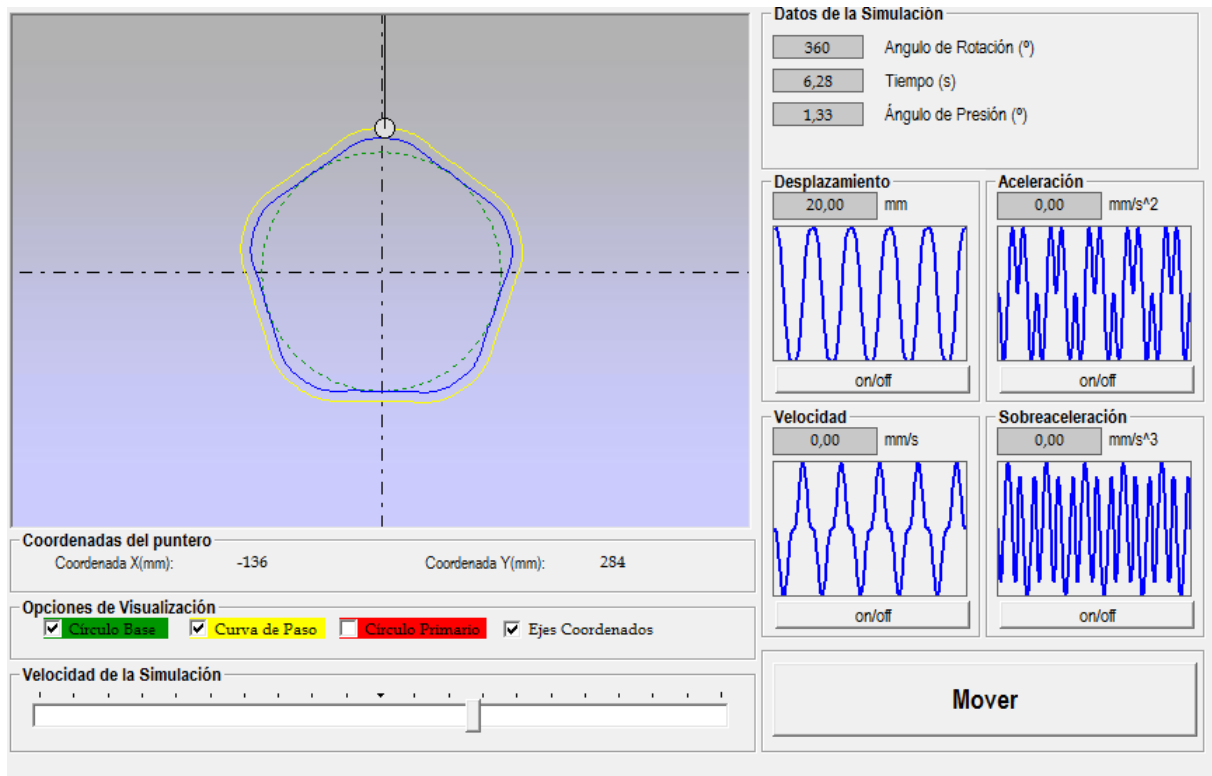 Datos de la Simulación
360 Angulo de Rotación (º)
6,28 Tiempo (s)
1,33 Ángulo de Presión (º)
Desplazamiento
20,00 mm
on/off
Aceleración
0,00 mm/s^2
on/off
Velocidad
0,00 mm/s
on/off
Sobreaceleración
0,00 mm/s^3
on/off
Coordenadas del puntero
Coordenada X(mm): -136 Coordenada Y(mm): 284
Opciones de Visualización
Círculo Base Curva de Paso Círculo Primario Ejes Coordenados
Velocidad de la Simulación
Mover